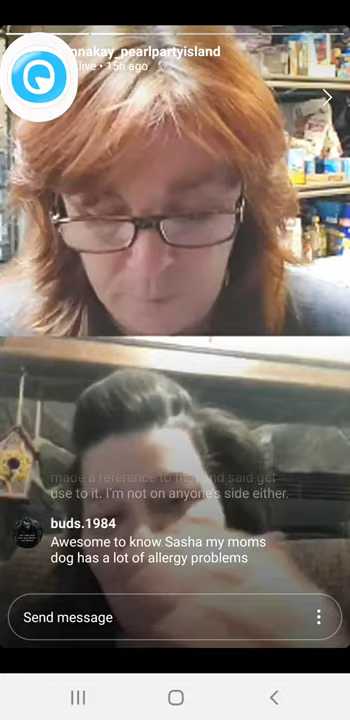 nnakay_pearlpartyisland
live • 15h ago
made a reference to that and said get
use to it. I'm not on anyone's side either.
buds.1984
Awesome to know Sasha my moms
dog has a lot of allergy problems
Send message